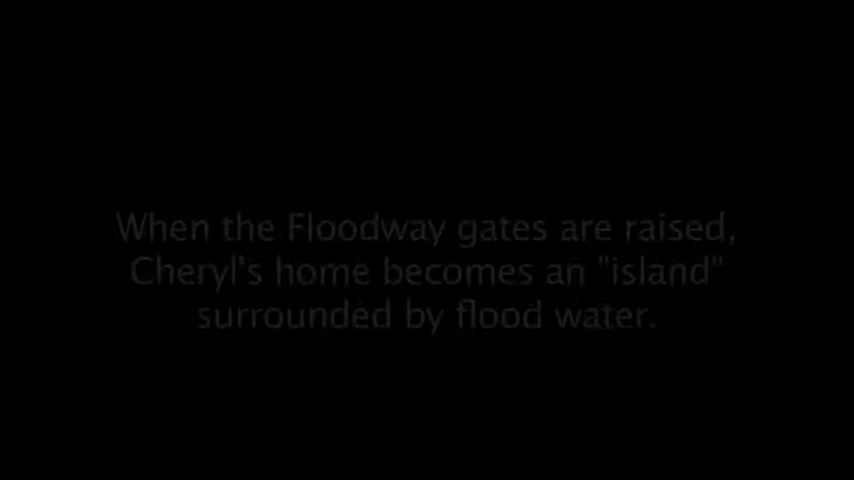 When the Floodway gates are raised,
Cheryl's home becomes an "island"
surrounded by flood water.